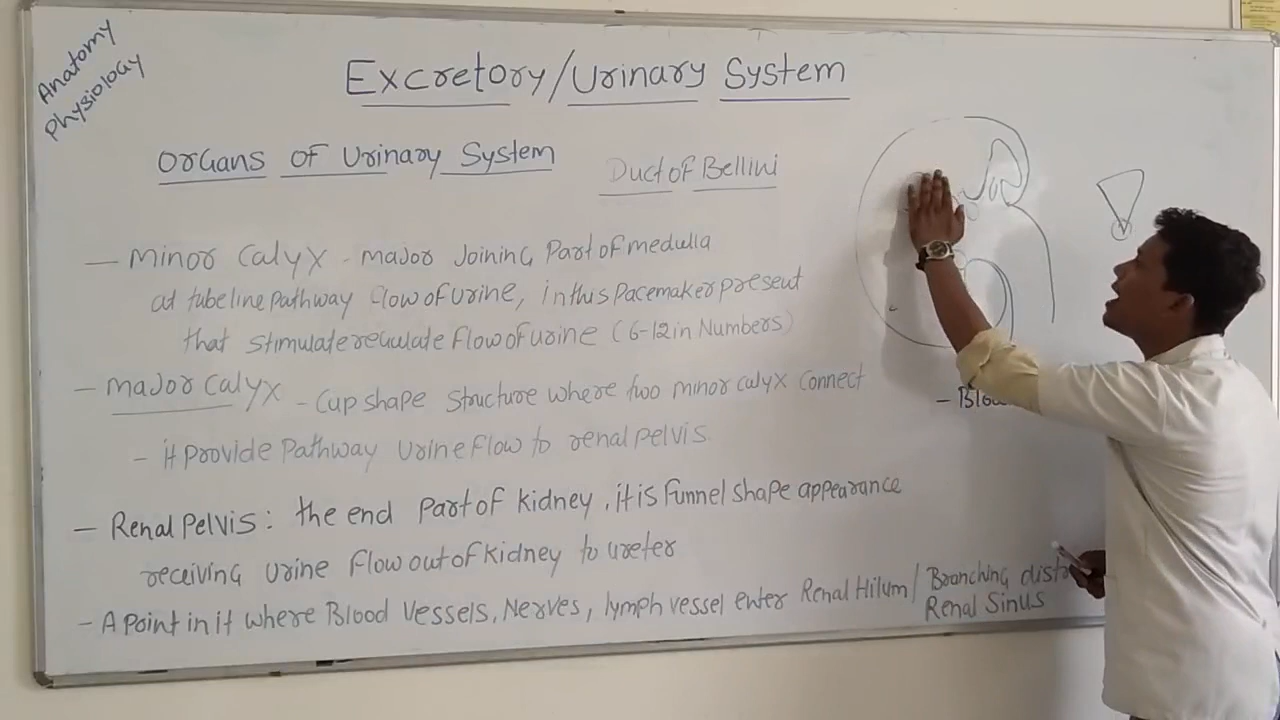 Anatomy
Physiology
Excretory/Urinary System
Organs of Urinary System
Duct of Bellini
— Minor Calyx - major Joining Part of medulla
at tubeline Pathway flow of urine, in this Pacemaker present
that stimulate regulate flow of urine (6-12 in Numbers)
- major calyx - Cup shape structure where two minor calyx connect
- it Provide Pathway Urine flow to renal pelvis.
- Renal Pelvis: the end part of kidney, it is funnel shape appearance
receiving urine flow out of kidney to ureter
- A Point in it where Blood Vessels, Nerves, lymph vessel enter Renal Hilum/ Branching
Renal Sinus